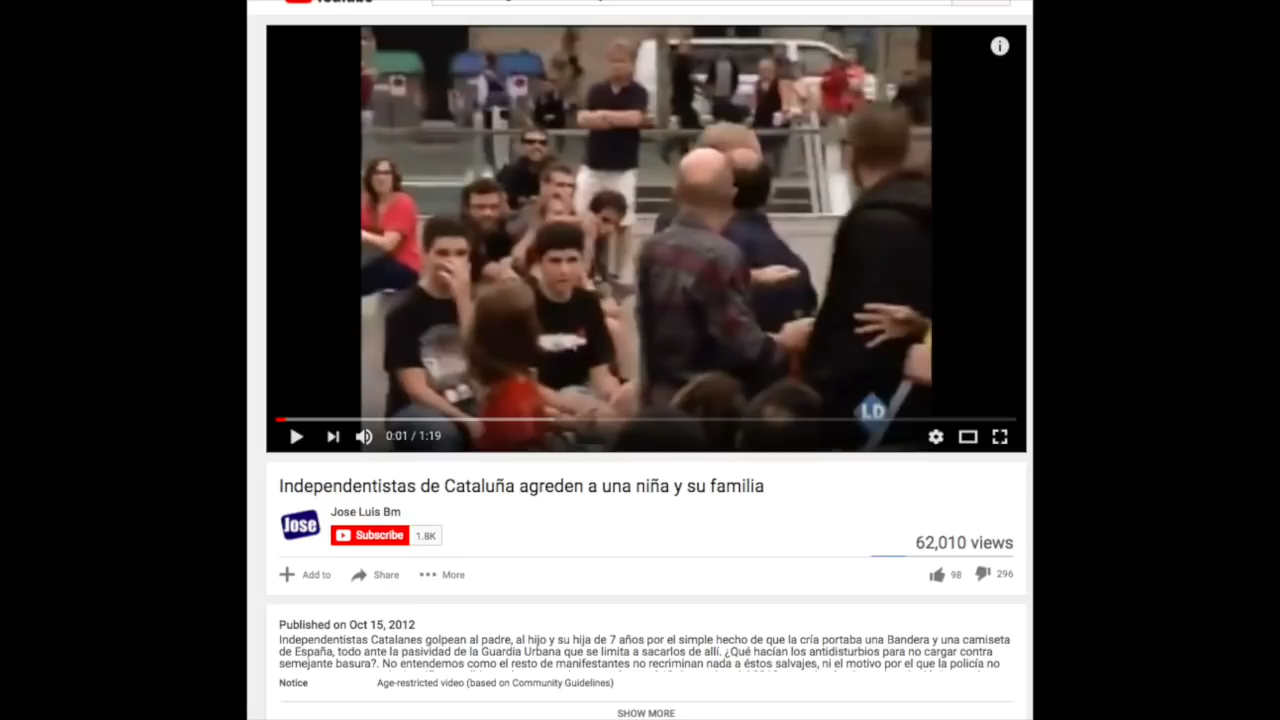 LD
0:01 / 1:19
Independentistas de Cataluña agreden a una niña y su familia
Jose
Jose Luis Bm
Subscribe 1.8K
62,010 views
Add to Share More
98 296
Published on Oct 15, 2012
Independentistas Catalanes golpean al padre, al hijo y su hija de 7 años por el simple hecho de que la cría portaba una Bandera y una camiseta
de España, todo ante la pasividad de la Guardia Urbana que se limita a sacarlos de allí. ¿Qué hacían los antidisturbios para no cargar contra
semejante basura?. No entendemos como el resto de manifestantes no recriminan nada a éstos salvajes, ni el motivo por el que la policía no
Notice Age-restricted video (based on Community Guidelines)
SHOW MORE